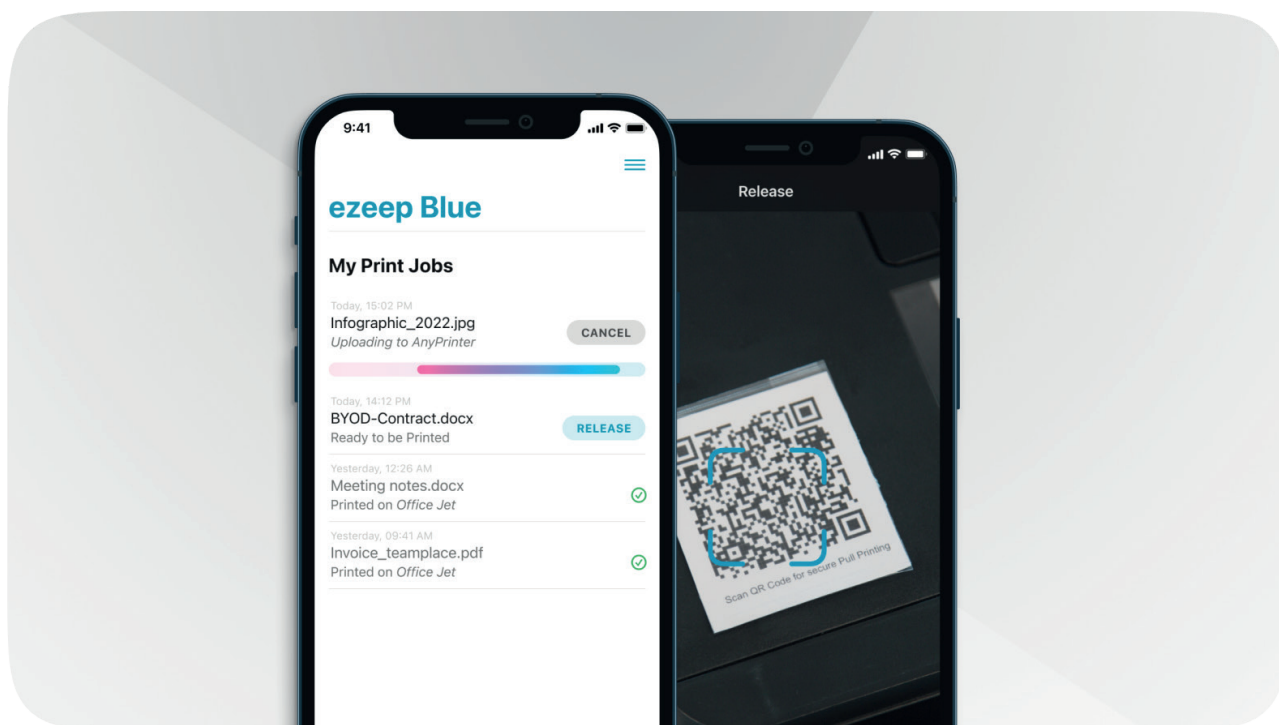 9:41
ezeep Blue
My Print Jobs
Today, 15:02 PM
Infographic_2022.jpg
CANCEL
Uploading to AnyPrinter
Today, 14:12 PM
BYOD-Contract.docx
RELEASE
Ready to be Printed
Yesterday, 12:26 AM
Meeting notes.docx
Printed on Office Jet
Yesterday, 09:41 AM
Invoice_teamplace.pdf
Printed on Office Jet
Release
Scan QR Code for secure Pull Printing